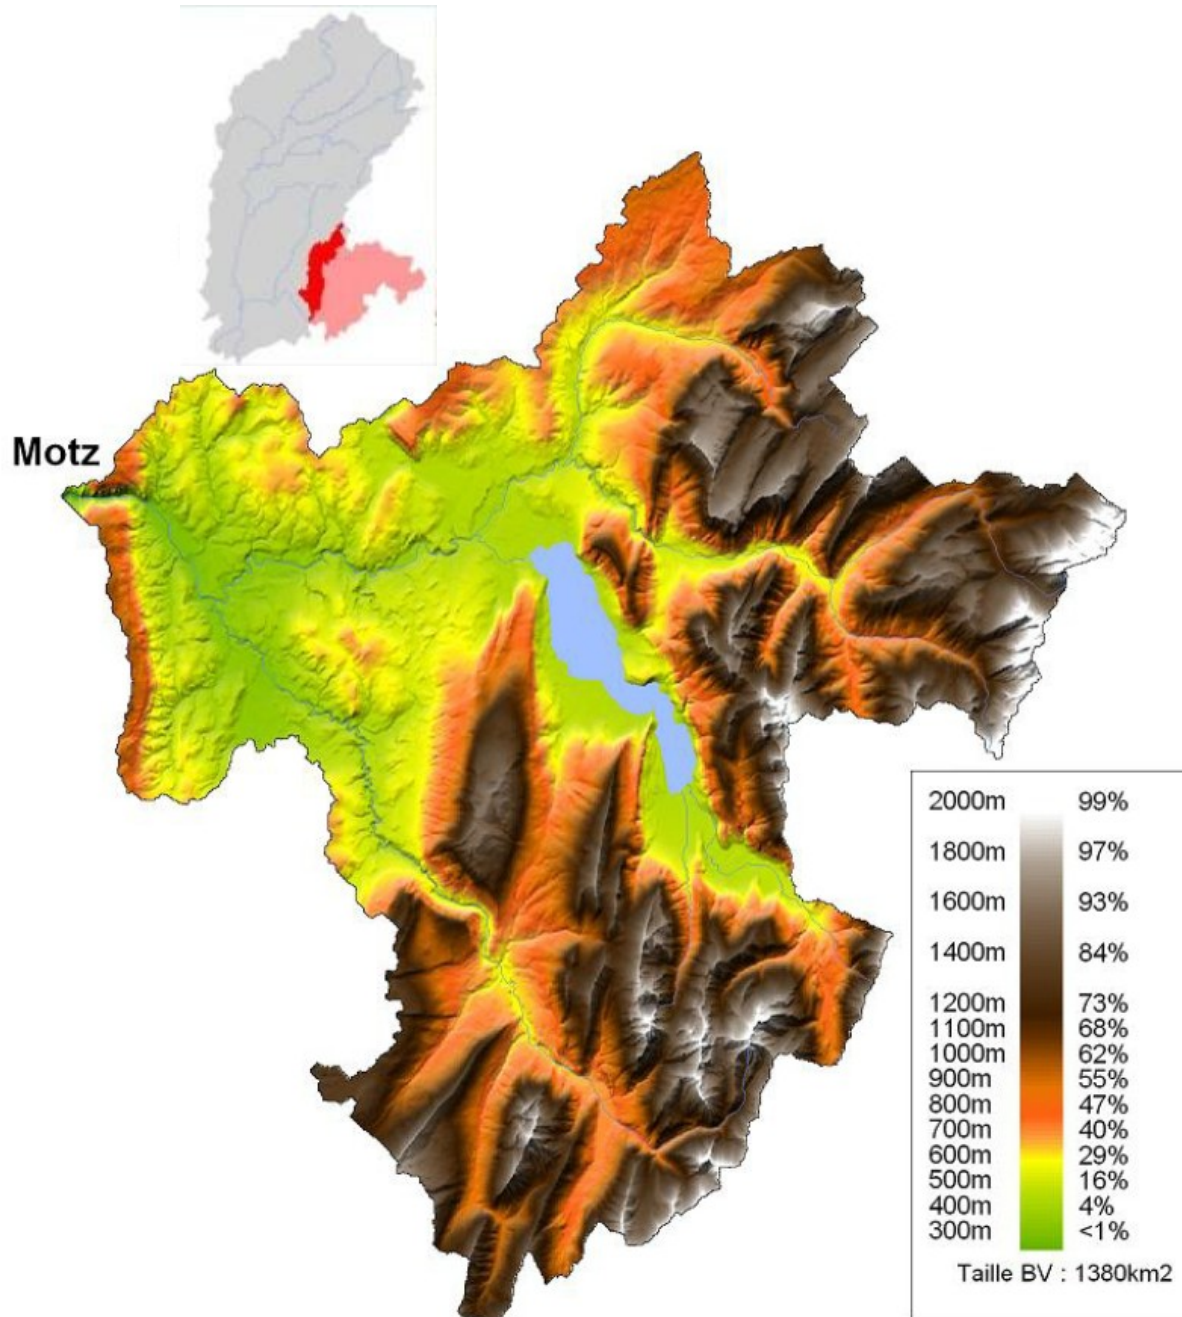 Motz
2000m 99%
1800m 97%
1600m 93%
1400m 84%
1200m 73%
1100m 68%
1000m 62%
900m 55%
800m 47%
700m 40%
600m 29%
500m 16%
400m 4%
300m <1%
Taille BV : 1380km2